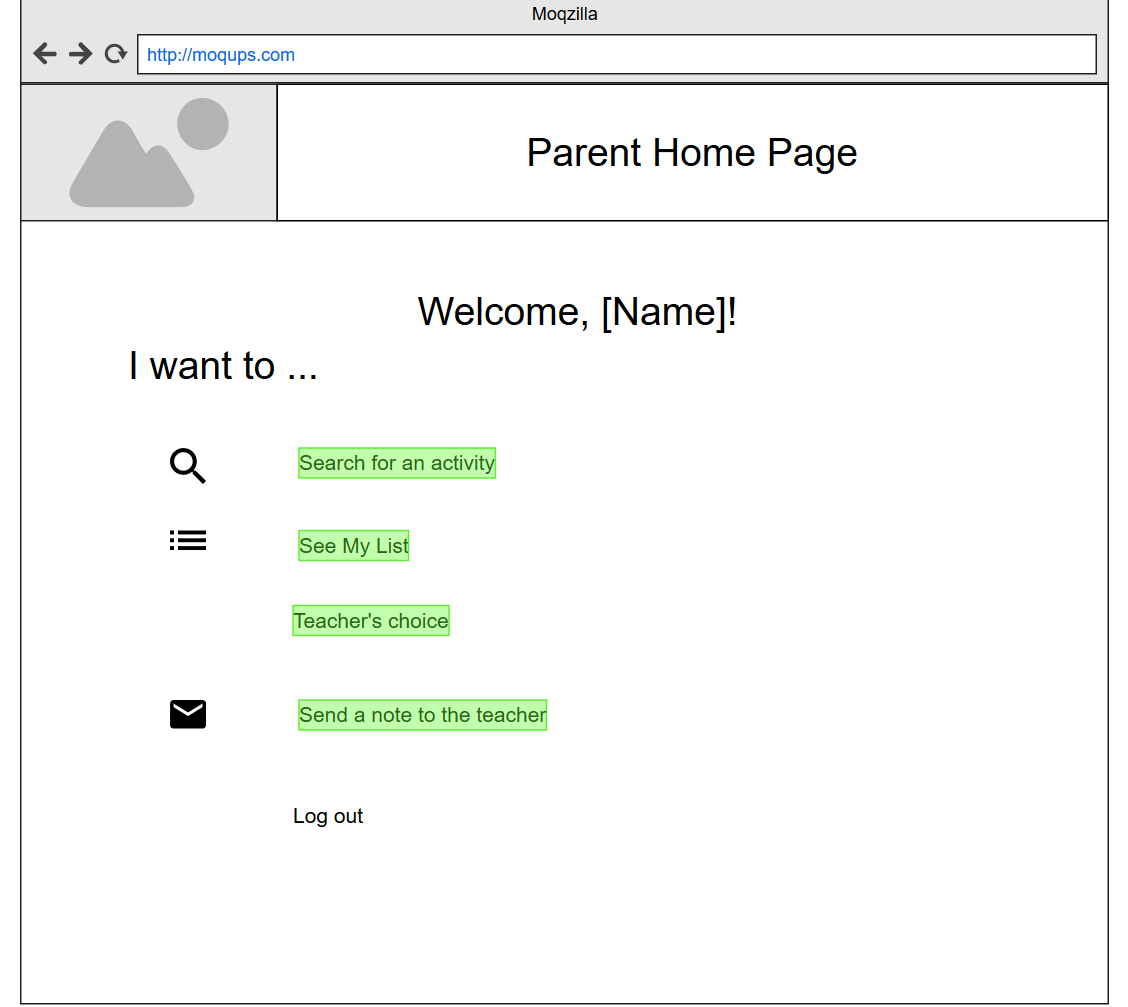 Moqzilla
http://moqups.com
Parent Home Page
Welcome, [Name]!
I want to ...
Search for an activity
See My List
Teacher's choice
Send a note to the teacher
Log out